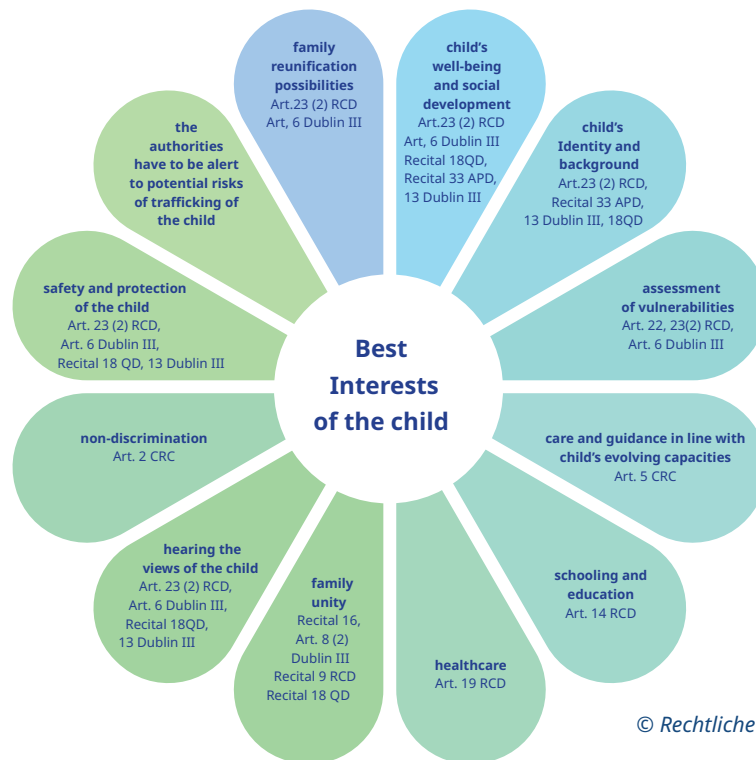 family
reunification
possibilities
Art.23 (2) RCD
Art, 6 Dublin III
child's
well-being
and social
development
Art.23 (2) RCD
Art, 6 Dublin III
Recital 18QD,
Recital 33 APD,
13 Dublin III
child's
Identity and
background
Art.23 (2) RCD,
Recital 33 APD,
13 Dublin III, 18QD
assessment
of vulnerabilities
Art. 22, 23(2) RCD,
Art. 6 Dublin III
care and guidance in line with
child's evolving capacities
Art. 5 CRC
schooling and
education
Art. 14 RCD
healthcare
Art. 19 RCD
family
unity
Recital 16,
Art. 8 (2)
Dublin III
Recital 9 RCD
Recital 18 QD
hearing the
views of the child
Art. 23 (2) RCD,
Art. 6 Dublin III,
Recital 18QD,
13 Dublin III
non-discrimination
Art. 2 CRC
safety and protection
of the child
Art. 23 (2) RCD,
Art. 6 Dublin III,
Recital 18 QD, 13 Dublin III
the
authorities
have to be alert
to potential risks
of trafficking of
the child
Best
Interests
of the child
© Rechtliche